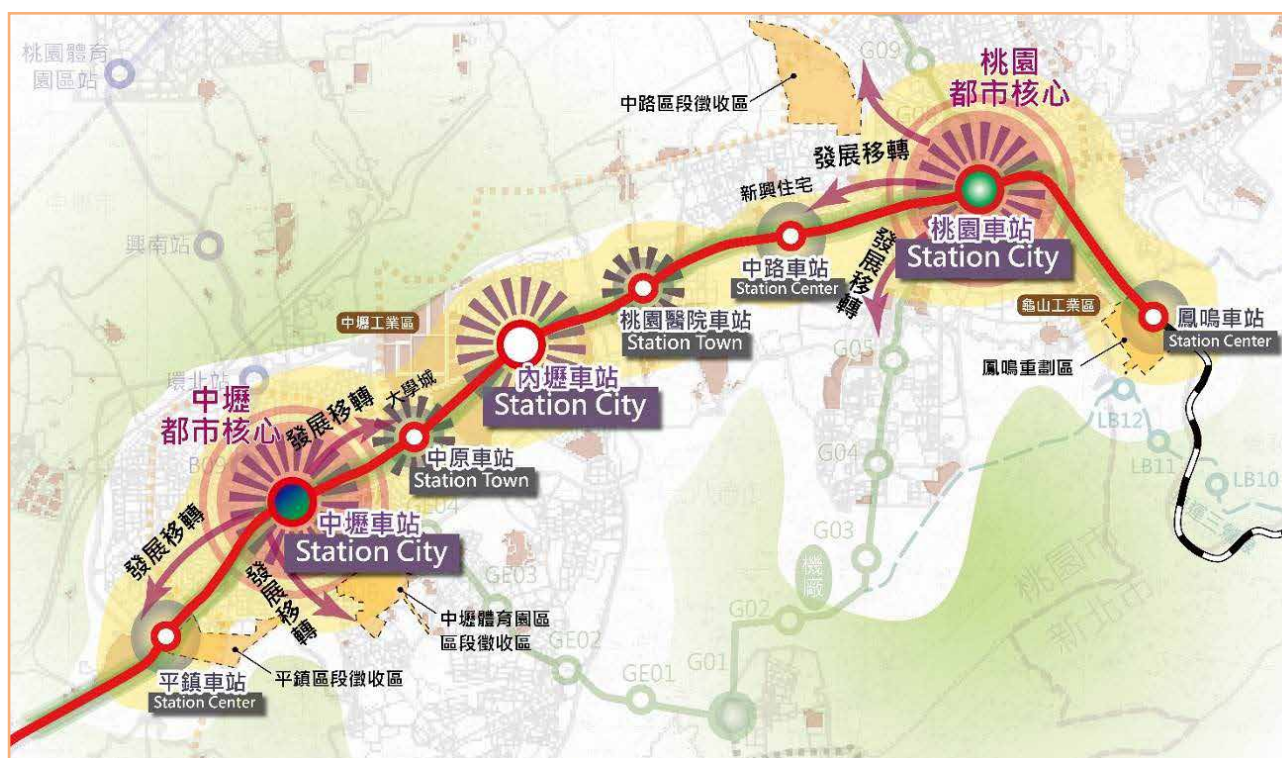 桃園體育
園區站
G09
桃園
都市核心
中路區段徵收區
發展移轉
新興住宅
桃園車站
Station City
中路車站
Station Center
發展移轉
興南站
桃園醫院車站
Station Town
龜山工業區
鳳鳴車站
Station Center
中壢工業區
內壢車站
Station City
G05
鳳鳴重劃區
環北站
大學城
發展移轉
中壢
都市核心
LB12
中原車站
Station Town
G04
LB11
LB10
中壢車站
Station City
發展移轉
G03
機廠
發展移轉
GE03
G02
中壢體育園區
區段徵收區
GE02
G01
桃園市
新北市
平鎮車站
Station Center
平鎮區段徵收區
GE01